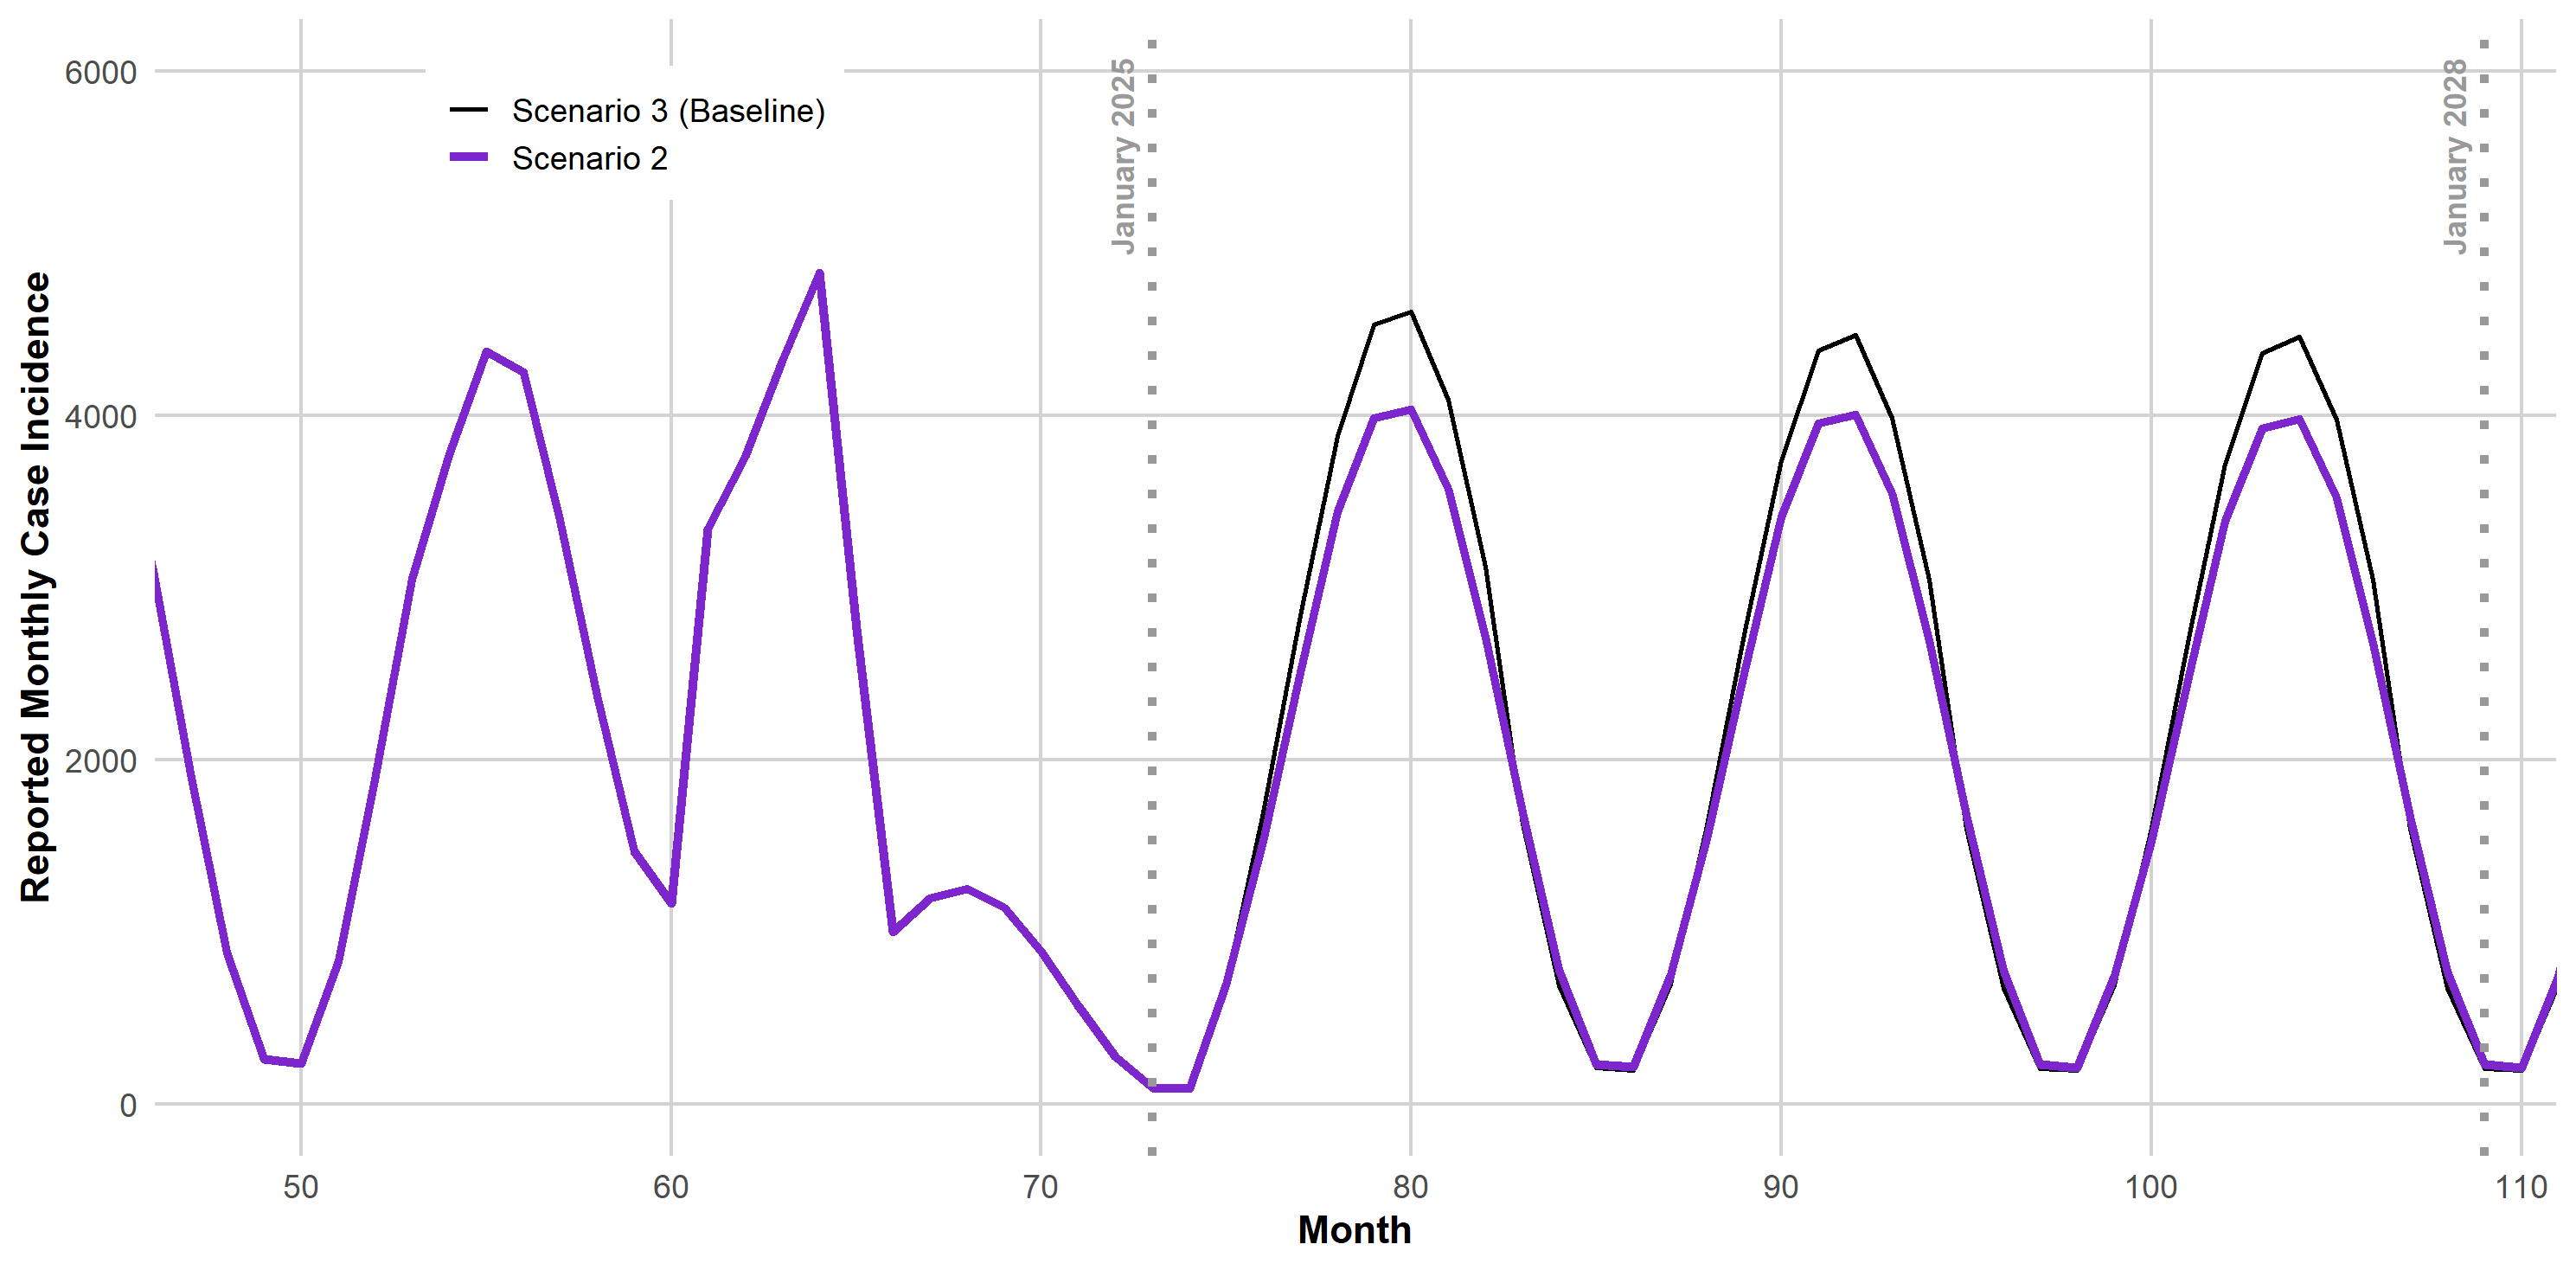 6000
4000
2000
0
Reported Monthly Case Incidence
Scenario 3 (Baseline)
Scenario 2
January 2025
January 2028
50
60
70
80
90
100
110
Month